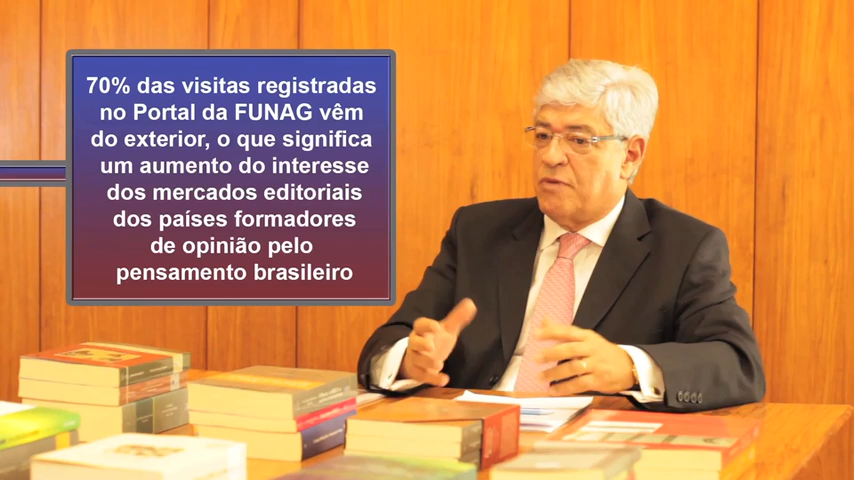 70% das visitas registradas
no Portal da FUNAG vêm
do exterior, o que significa
um aumento do interesse
dos mercados editoriais
dos países formadores
de opinião pelo
pensamento brasileiro